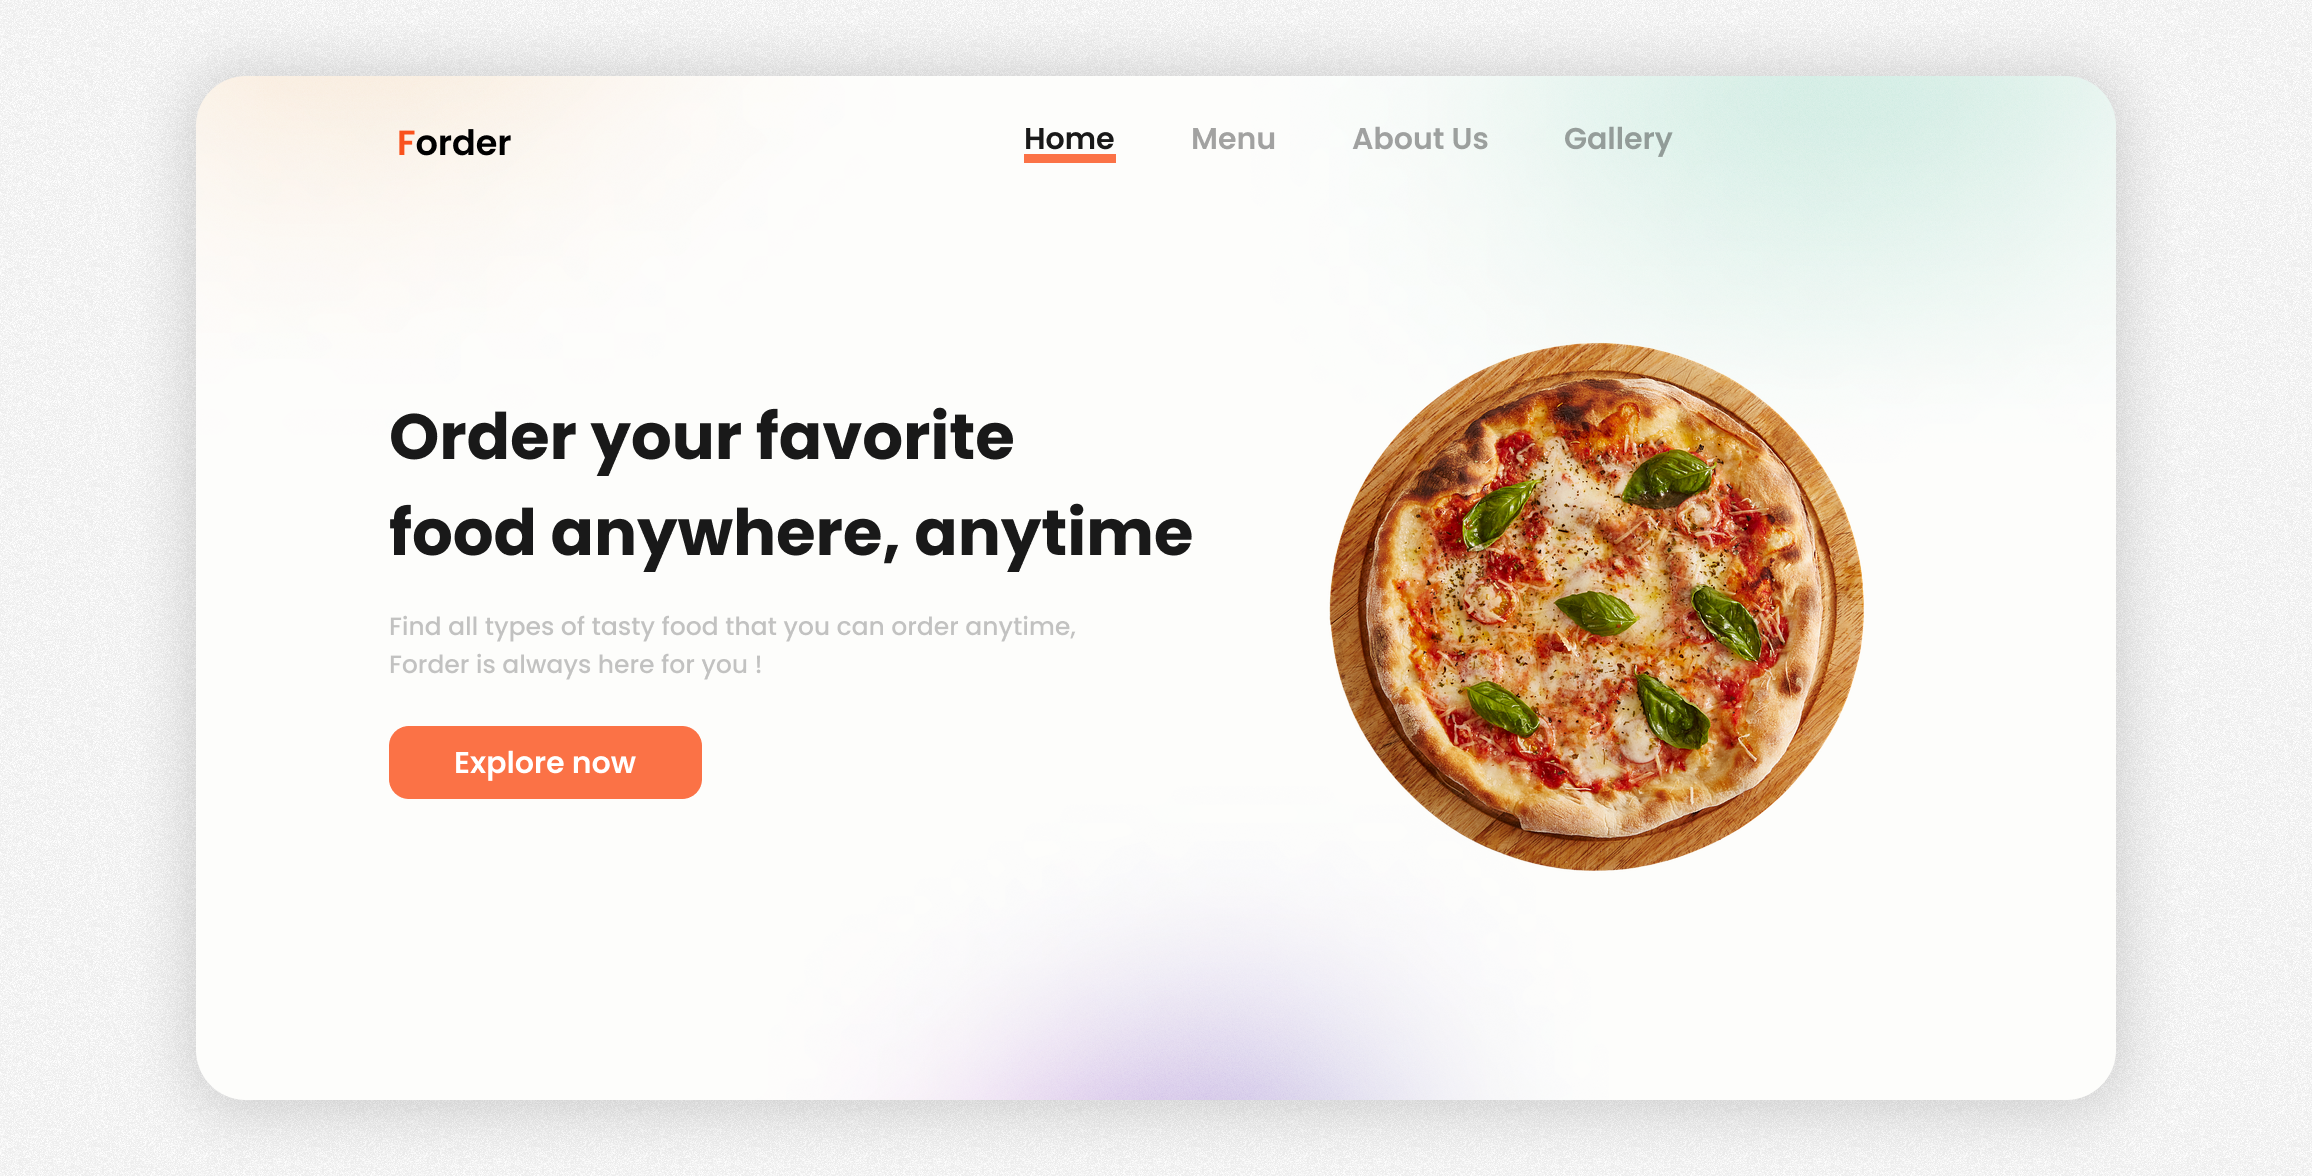 Forder
Home Menu About Us Gallery
Order your favorite
food anywhere, anytime
Find all types of tasty food that you can order anytime,
Forder is always here for you !
Explore now